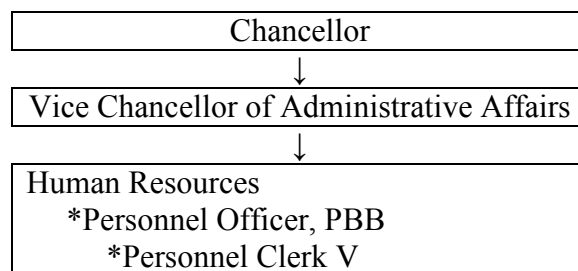 Chancellor
↓
Vice Chancellor of Administrative Affairs
↓
Human Resources
*Personnel Officer, PBB
*Personnel Clerk V